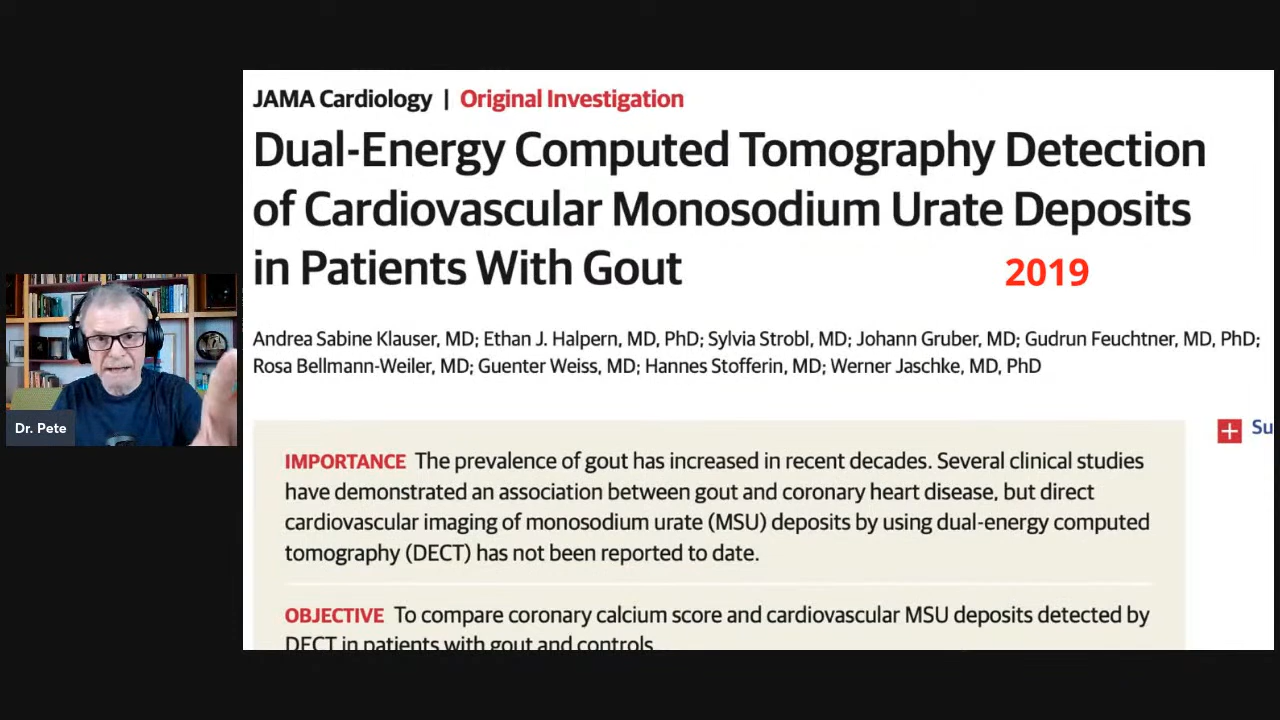 JAMA Cardiology | Original Investigation
Dual-Energy Computed Tomography Detection
of Cardiovascular Monosodium Urate Deposits
in Patients With Gout
2019
Andrea Sabine Klauser, MD; Ethan J. Halpern, MD, PhD; Sylvia Strobl, MD; Johann Gruber, MD; Gudrun Feuchtner, MD, PhD;
Rosa Bellmann-Weiler, MD; Guenter Weiss, MD; Hannes Stofferin, MD; Werner Jaschke, MD, PhD
Dr. Pete
Su
IMPORTANCE The prevalence of gout has increased in recent decades. Several clinical studies
have demonstrated an association between gout and coronary heart disease, but direct
cardiovascular imaging of monosodium urate (MSU) deposits by using dual-energy computed
tomography (DECT) has not been reported to date.
OBJECTIVE To compare coronary calcium score and cardiovascular MSU deposits detected by
DECT in patients with gout and controls.